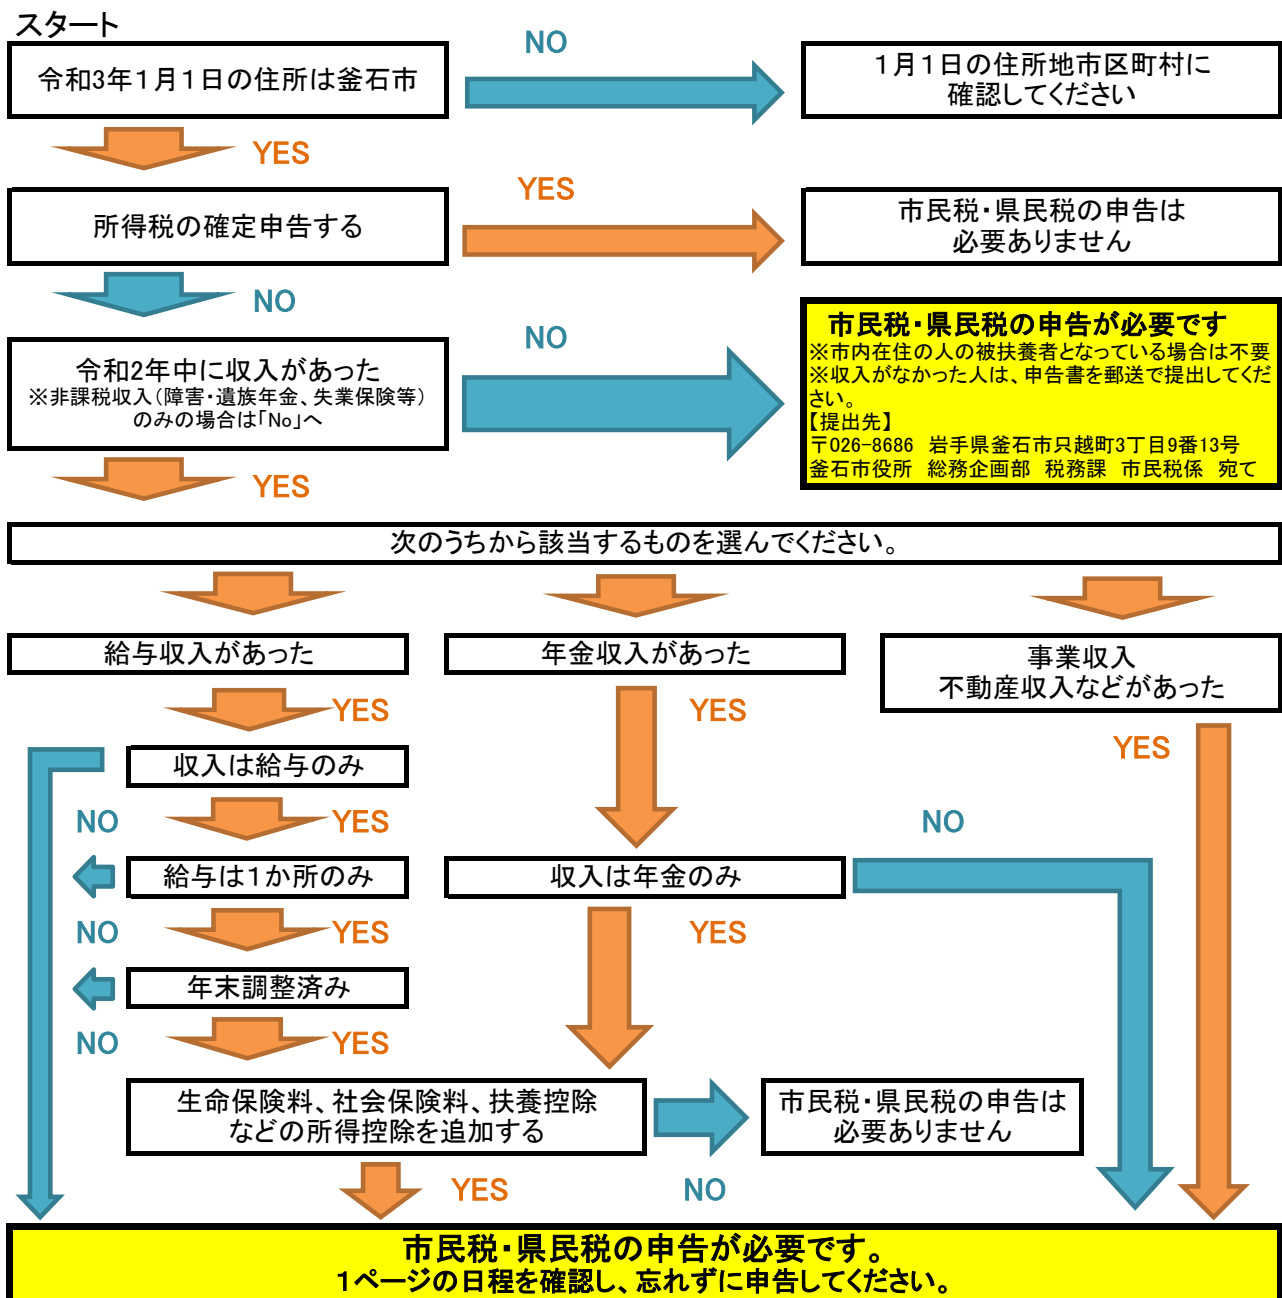 スタート
令和3年1月1日の住所は釜石市
NO
1月1日の住所地市区町村に
確認してください
YES
所得税の確定申告する
YES
市民税・県民税の申告は
必要ありません
NO
令和2年中に収入があった
※非課税収入(障害・遺族年金、失業保険等)
のみの場合は「No」へ
NO
市民税・県民税の申告が必要です
※市内在住の人の被扶養者となっている場合は不要
※収入がなかった人は、申告書を郵送で提出してくだ
さい。
【提出先】
〒026-8686 岩手県釜石市只越町3丁目9番13号
釜石市役所 総務企画部 税務課 市民税係 宛て
YES
次のうちから該当するものを選んでください。
給与収入があった
年金収入があった
事業収入
不動産収入などがあった
YES
YES
YES
収入は給与のみ
NO
YES
NO
給与は1か所のみ
収入は年金のみ
NO
YES
YES
年末調整済み
NO
YES
生命保険料、社会保険料、扶養控除
などの所得控除を追加する
市民税・県民税の申告は
必要ありません
YES
NO
市民税・県民税の申告が必要です。
1ページの日程を確認し、忘れずに申告してください。